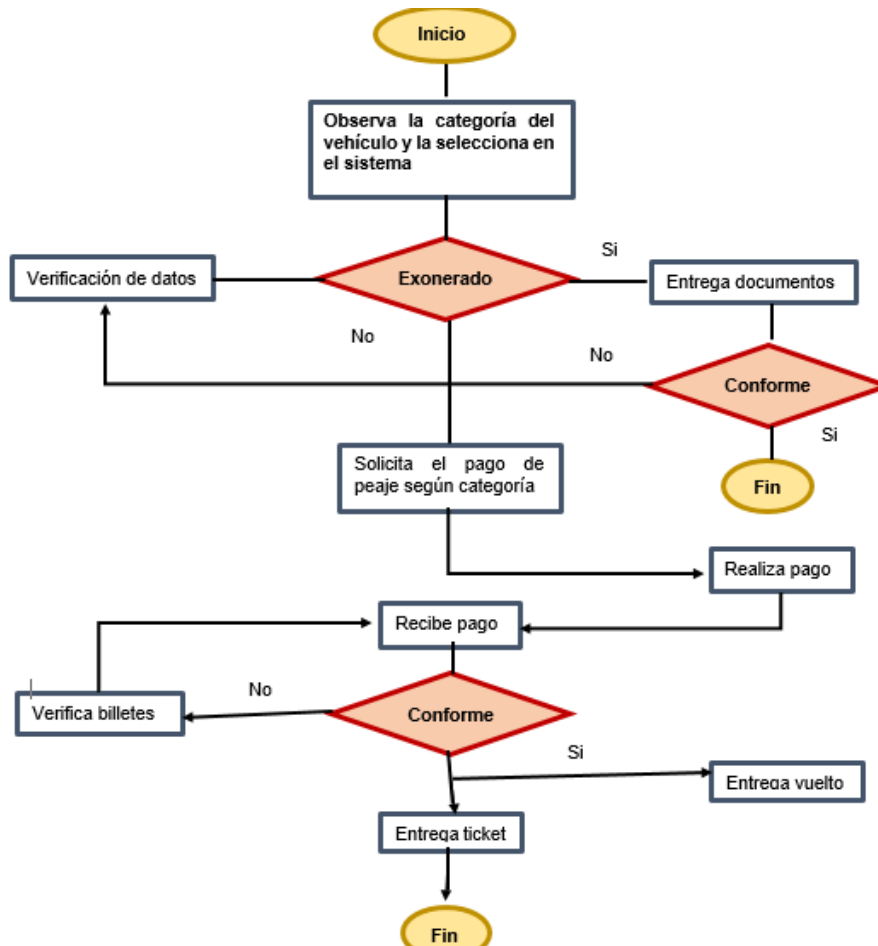 Inicio
Observa la categoría del
vehículo y la selecciona en
el sistema
Si
Verificación de datos
Exonerado
Entrega documentos
No
No
Conforme
Si
Solicita el pago de
peaje según categoría
Fin
Realiza pago
Recibe pago
No
Verifica billetes
Conforme
Si
Entrega vuelto
Entrega ticket
Fin